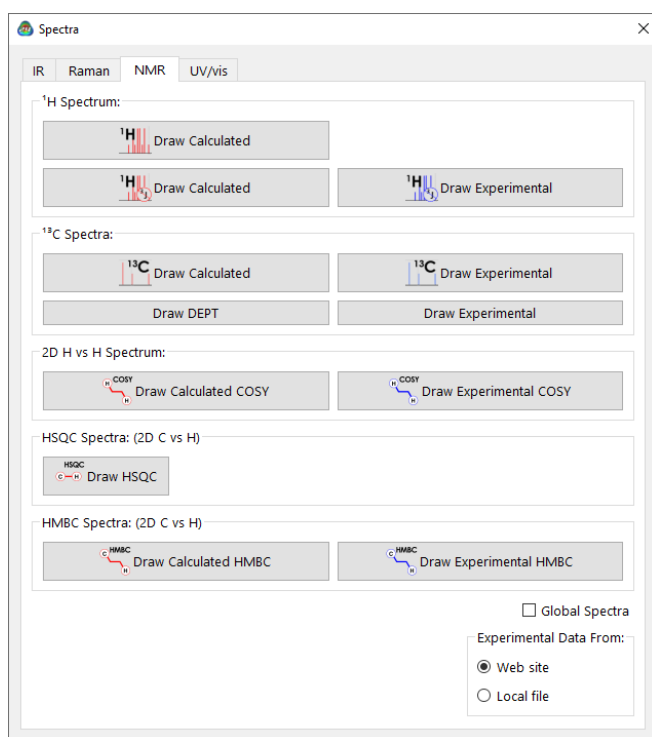 Spectra
IR Raman NMR UV/vis
¹H Spectrum:
¹H Draw Calculated
¹H J Draw Calculated ¹H J Draw Experimental
¹³C Spectra:
¹³C Draw Calculated ¹³C Draw Experimental
Draw DEPT Draw Experimental
2D H vs H Spectrum:
H COSY H Draw Calculated COSY H COSY H Draw Experimental COSY
HSQC Spectra: (2D C vs H)
HSQC C H Draw HSQC
HMBC Spectra: (2D C vs H)
C HMBC H Draw Calculated HMBC C HMBC H Draw Experimental HMBC
Global Spectra
Experimental Data From:
Web site
Local file